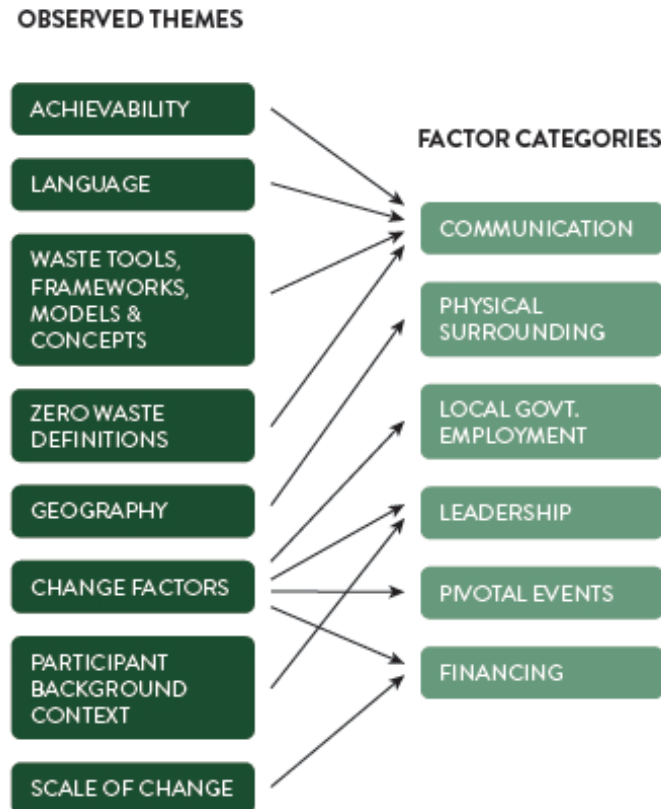 OBSERVED THEMES
ACHIEVABILITY
LANGUAGE
WASTE TOOLS,
FRAMEWORKS,
MODELS &
CONCEPTS
ZERO WASTE
DEFINITIONS
GEOGRAPHY
CHANGE FACTORS
PARTICIPANT
BACKGROUND
CONTEXT
SCALE OF CHANGE
FACTOR CATEGORIES
COMMUNICATION
PHYSICAL
SURROUNDING
LOCAL GOVT.
EMPLOYMENT
LEADERSHIP
PIVOTAL EVENTS
FINANCING